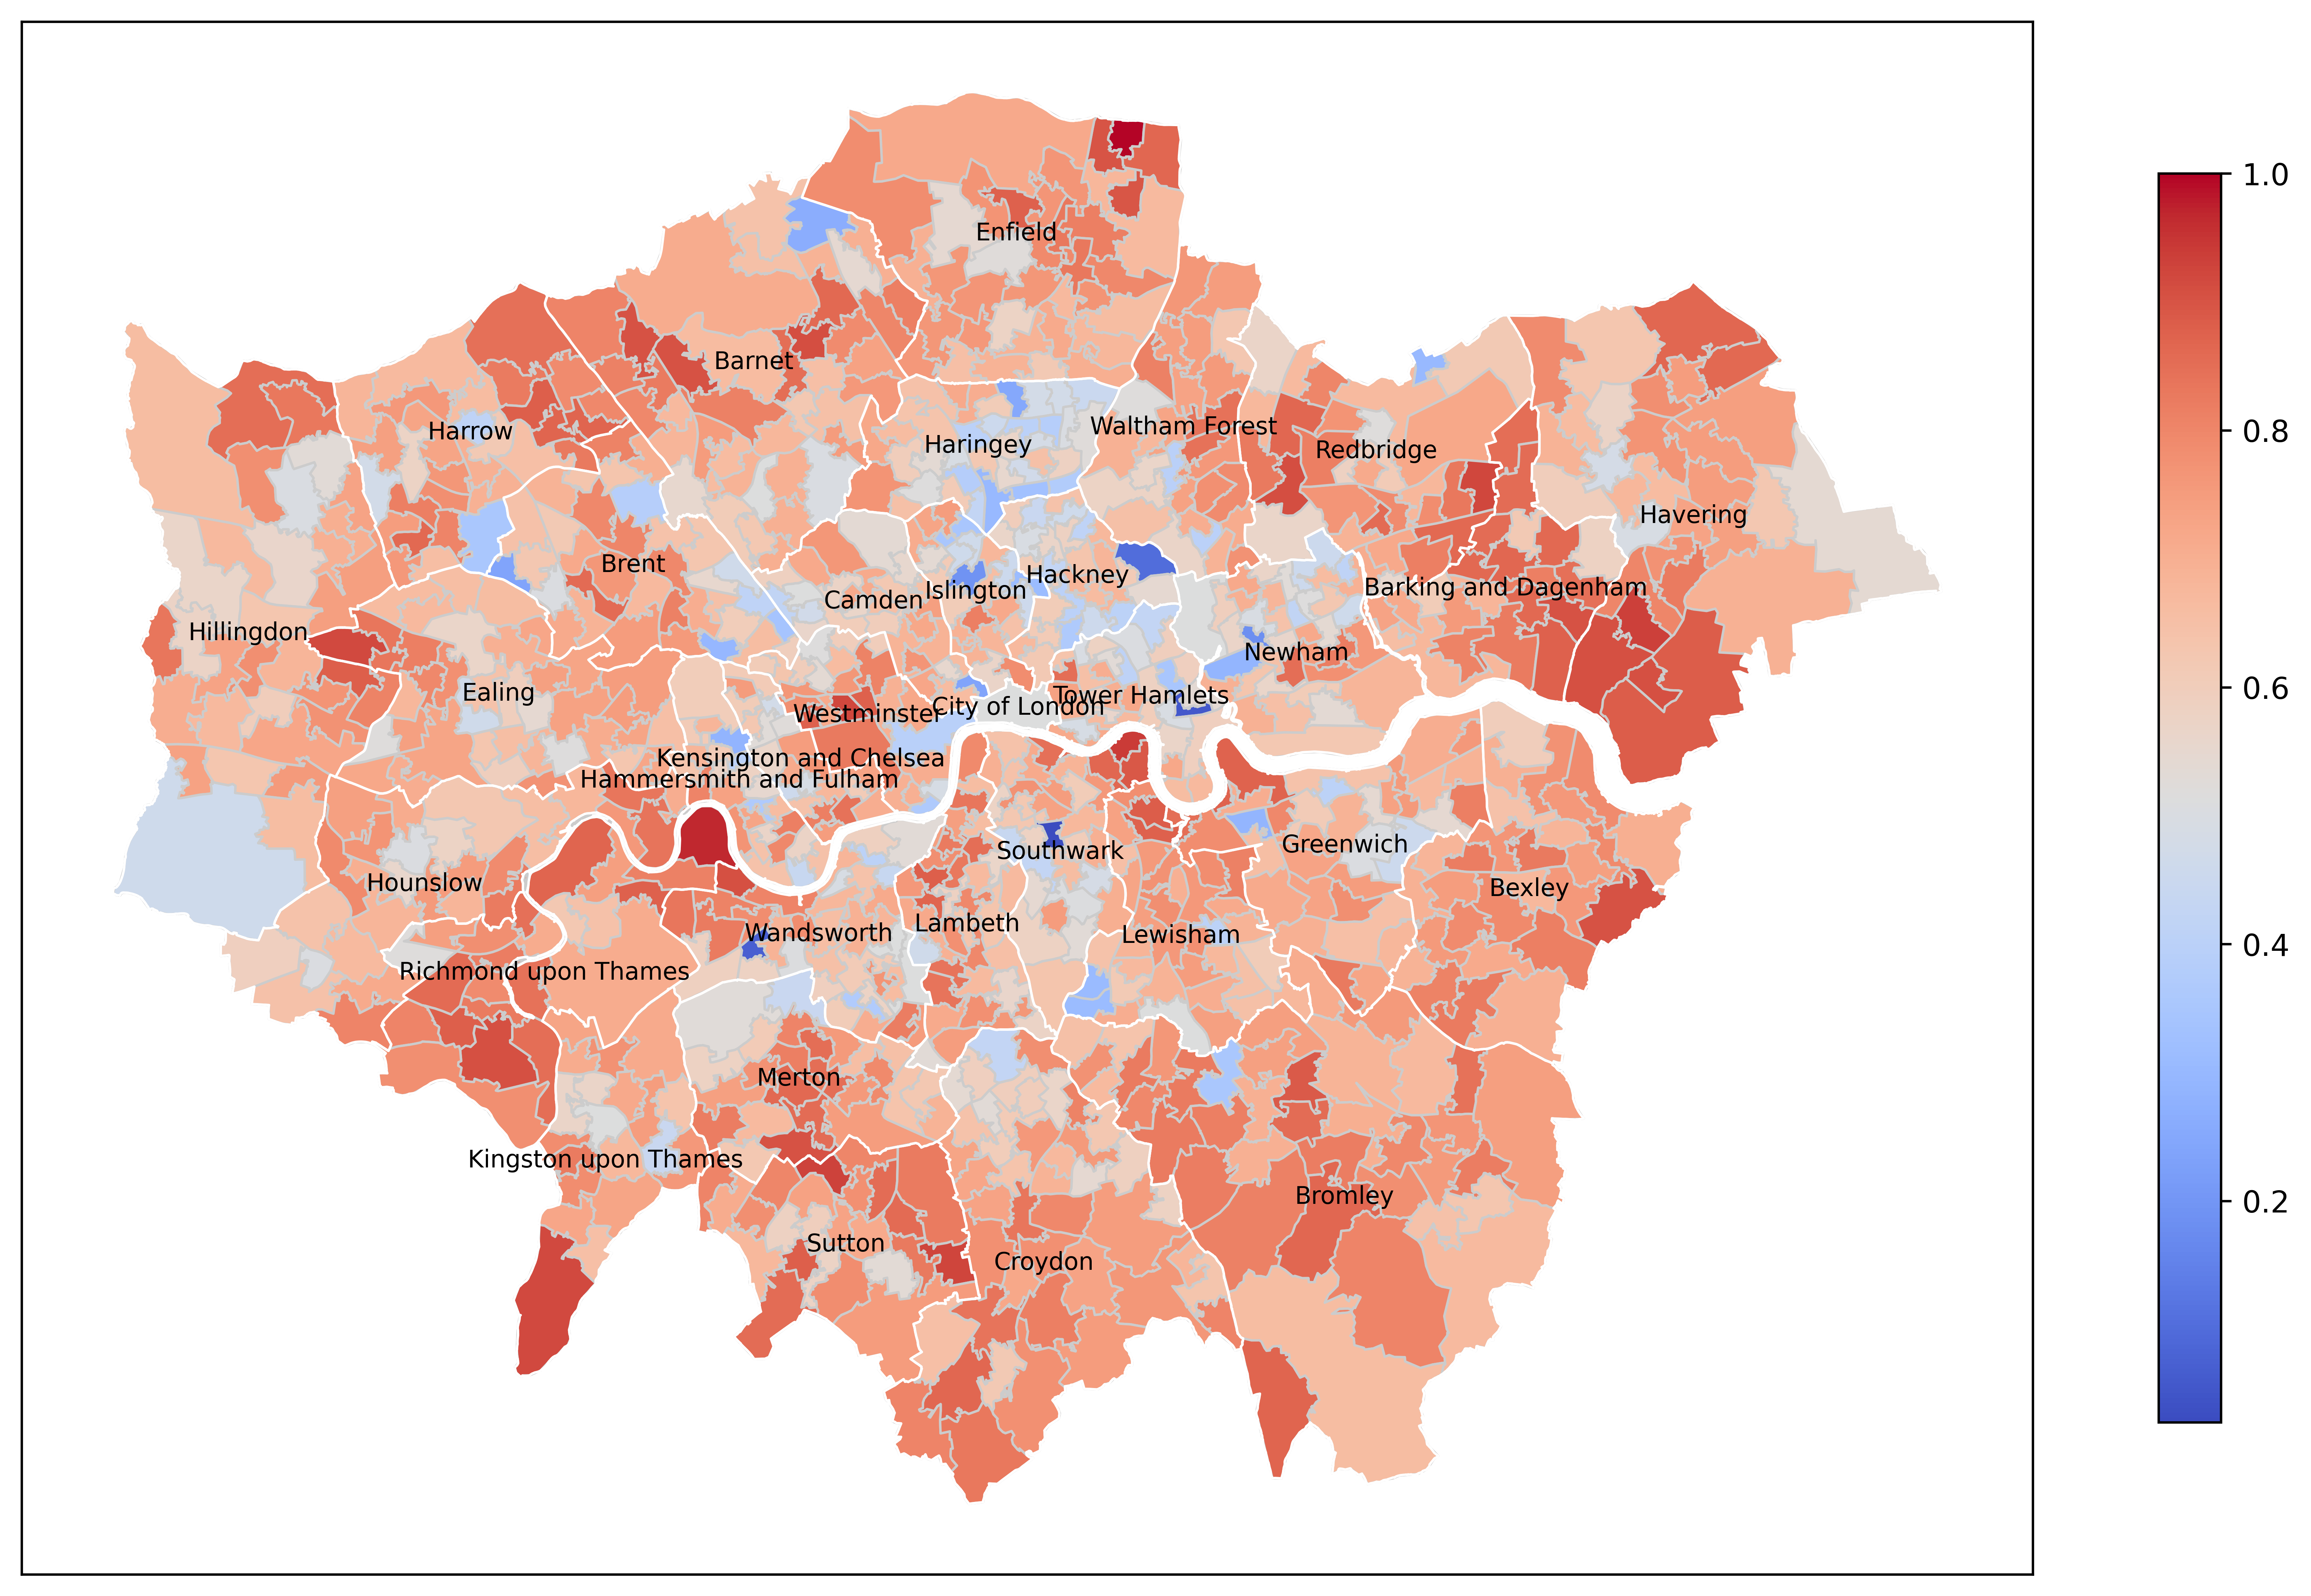 1.0
Enfield
Barnet
Waltham Forest
Harrow
Haringey
Redbridge
0.8
Havering
Brent
Hackney
Barking and Dagenham
Islington
Camden
Hillingdon
Newham
0.6
Ealing
Tower Hamlets
City of London
Westminster
Kensington and Chelsea
Hammersmith and Fulham
Greenwich
Southwark
Hounslow
Bexley
Lambeth
Wandsworth
Lewisham
0.4
Richmond upon Thames
Merton
Kingston upon Thames
Bromley
0.2
Sutton
Croydon